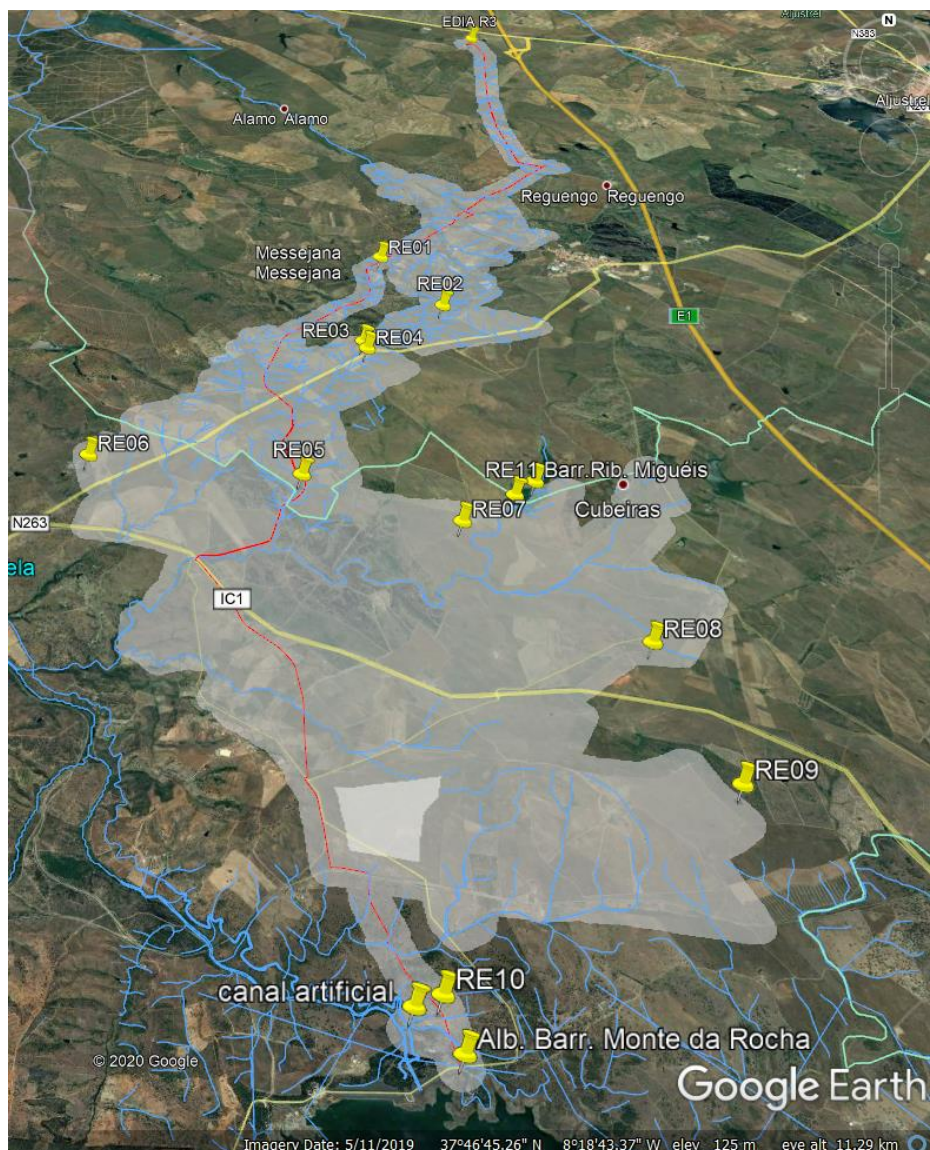 EDIA R3
Aljustrel
N
N383
Aljustrel
Alamo Alamo
Reguengo Reguengo
Messejana
Messejana
RE01
RE02
E1
RE03
RE04
RE06
RE05
RE11 Barr.Rib. Miguéis
RE07
Cubeiras
N263
ela
IC1
RE08
RE09
RE10
canal artificial
Alb. Barr. Monte da Rocha
© 2020 Google
Google Earth
Imagery Date: 5/11/2019 37°46'45.26" N 8°18'43.37" W elev 125 m eye alt 11.29 km